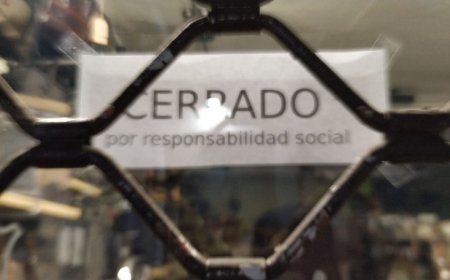 CERRADO
por responsabilidad social